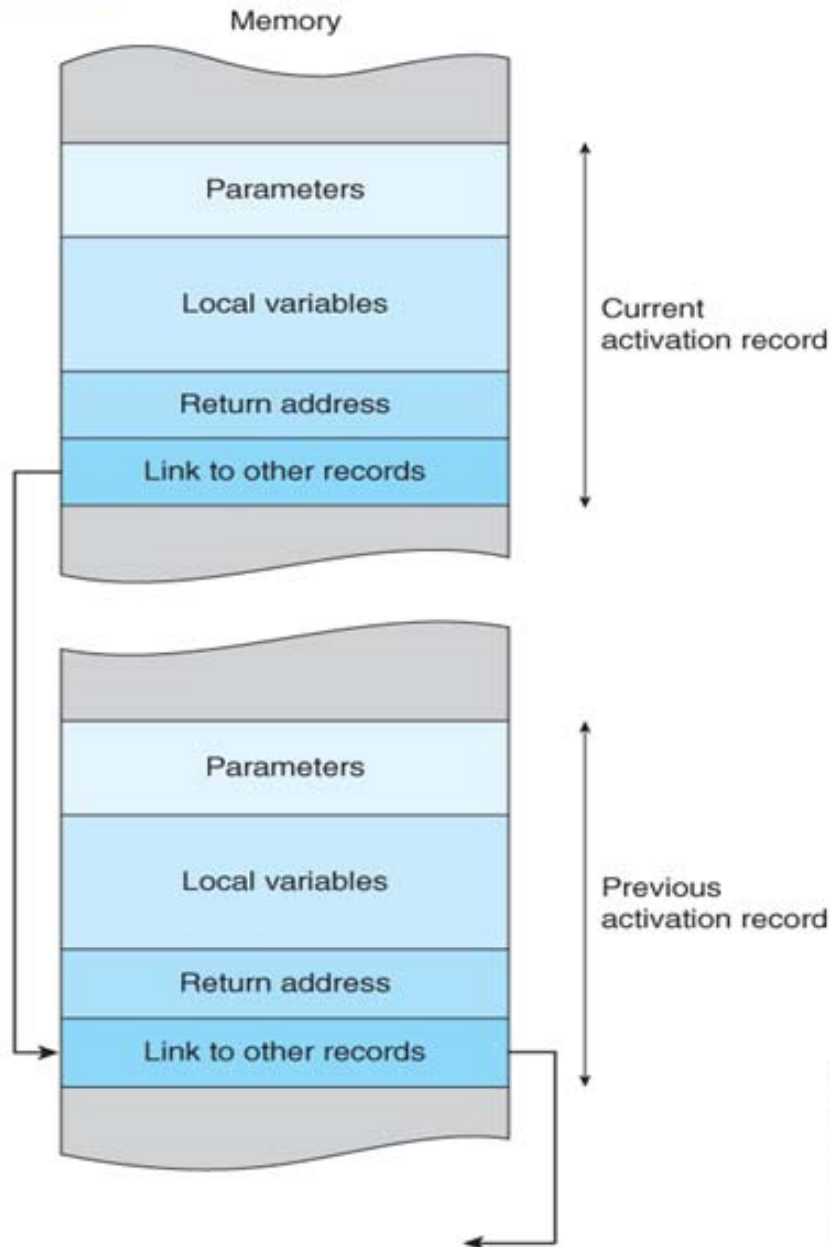 Memory
Parameters
Local variables
Current
activation record
Return address
Link to other records
Parameters
Local variables
Previous
activation record
Return address
Link to other records